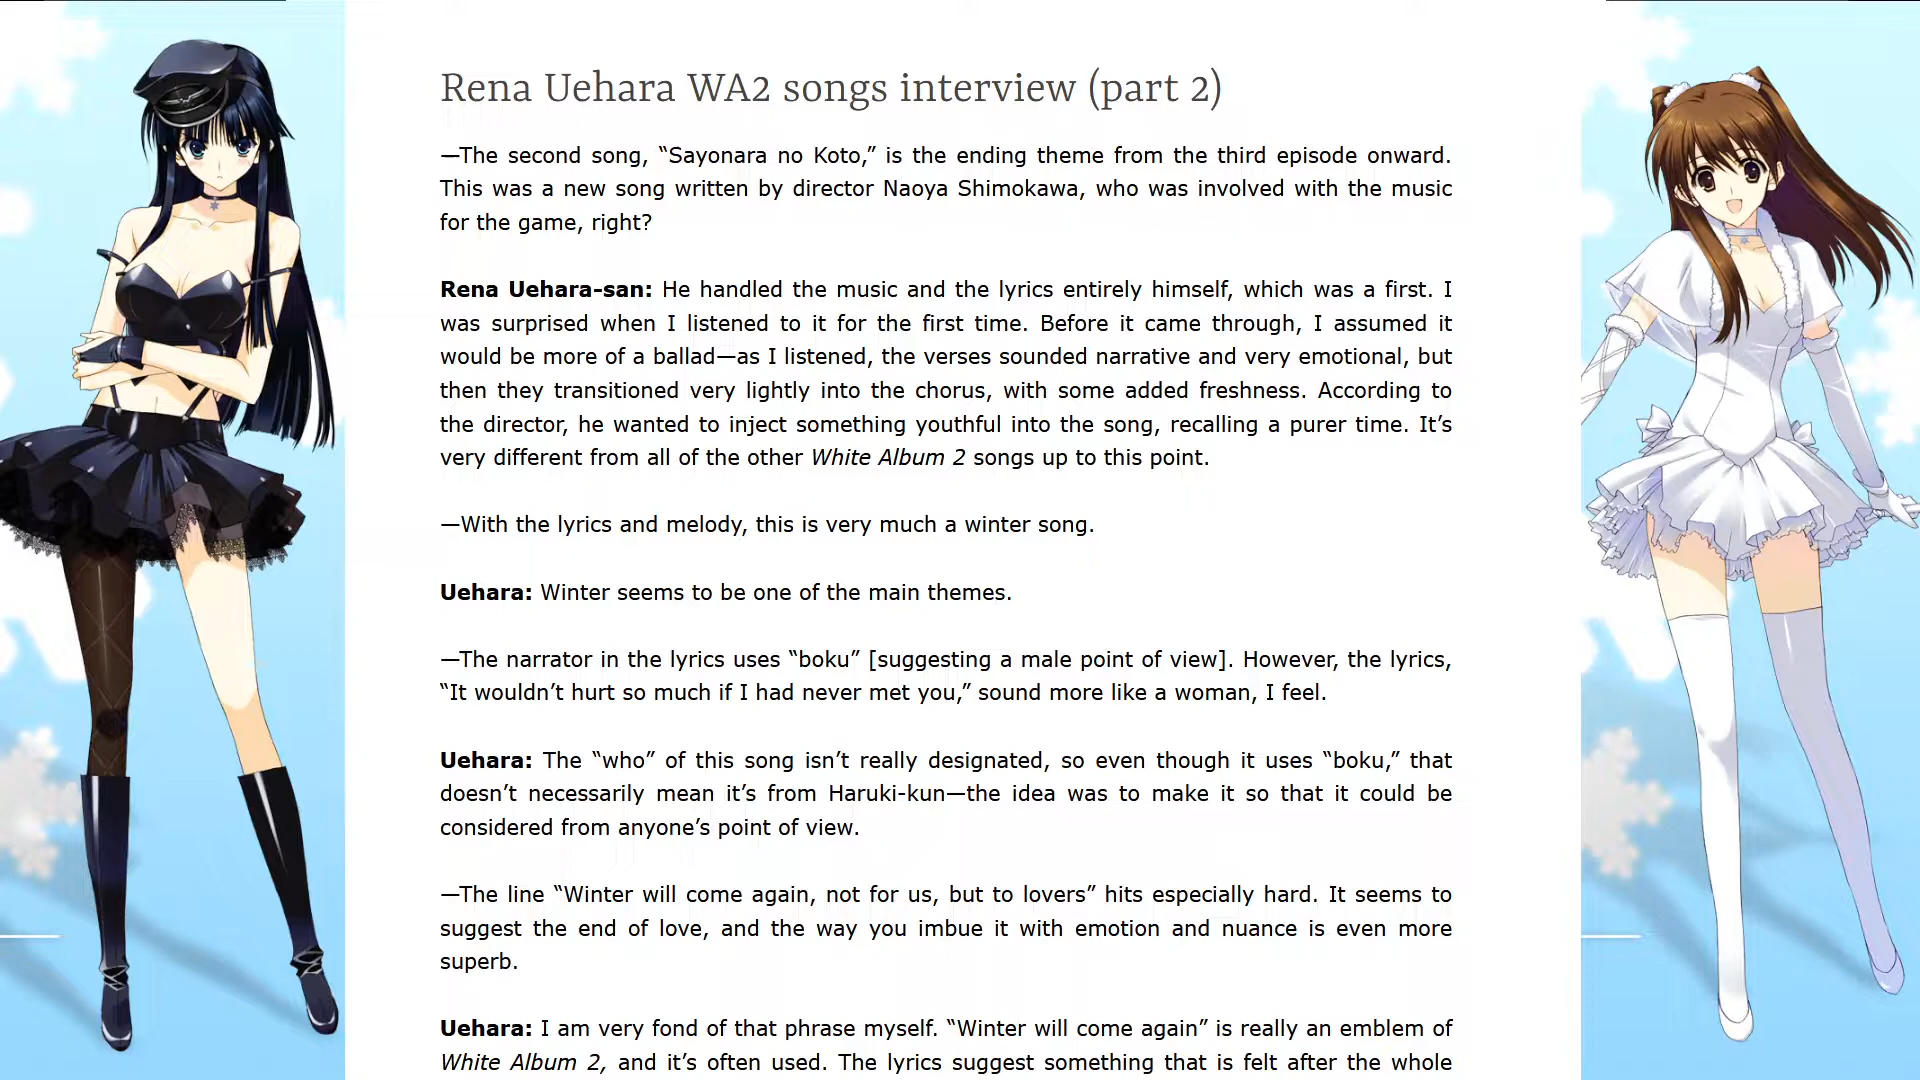 Rena Uehara WA2 songs interview (part 2)
—The second song, “Sayonara no Koto,” is the ending theme from the third episode onward.
This was a new song written by director Naoya Shimokawa, who was involved with the music
for the game, right?
Rena Uehara-san: He handled the music and the lyrics entirely himself, which was a first. I
was surprised when I listened to it for the first time. Before it came through, I assumed it
would be more of a ballad—as I listened, the verses sounded narrative and very emotional, but
then they transitioned very lightly into the chorus, with some added freshness. According to
the director, he wanted to inject something youthful into the song, recalling a purer time. It’s
very different from all of the other White Album 2 songs up to this point.
—With the lyrics and melody, this is very much a winter song.
Uehara: Winter seems to be one of the main themes.
—The narrator in the lyrics uses “boku” [suggesting a male point of view]. However, the lyrics,
“It wouldn’t hurt so much if I had never met you,” sound more like a woman, I feel.
Uehara: The “who” of this song isn’t really designated, so even though it uses “boku,” that
doesn’t necessarily mean it’s from Haruki-kun—the idea was to make it so that it could be
considered from anyone’s point of view.
—The line “Winter will come again, not for us, but to lovers” hits especially hard. It seems to
suggest the end of love, and the way you imbue it with emotion and nuance is even more
superb.
Uehara: I am very fond of that phrase myself. “Winter will come again” is really an emblem of
White Album 2, and it’s often used. The lyrics suggest something that is felt after the whole